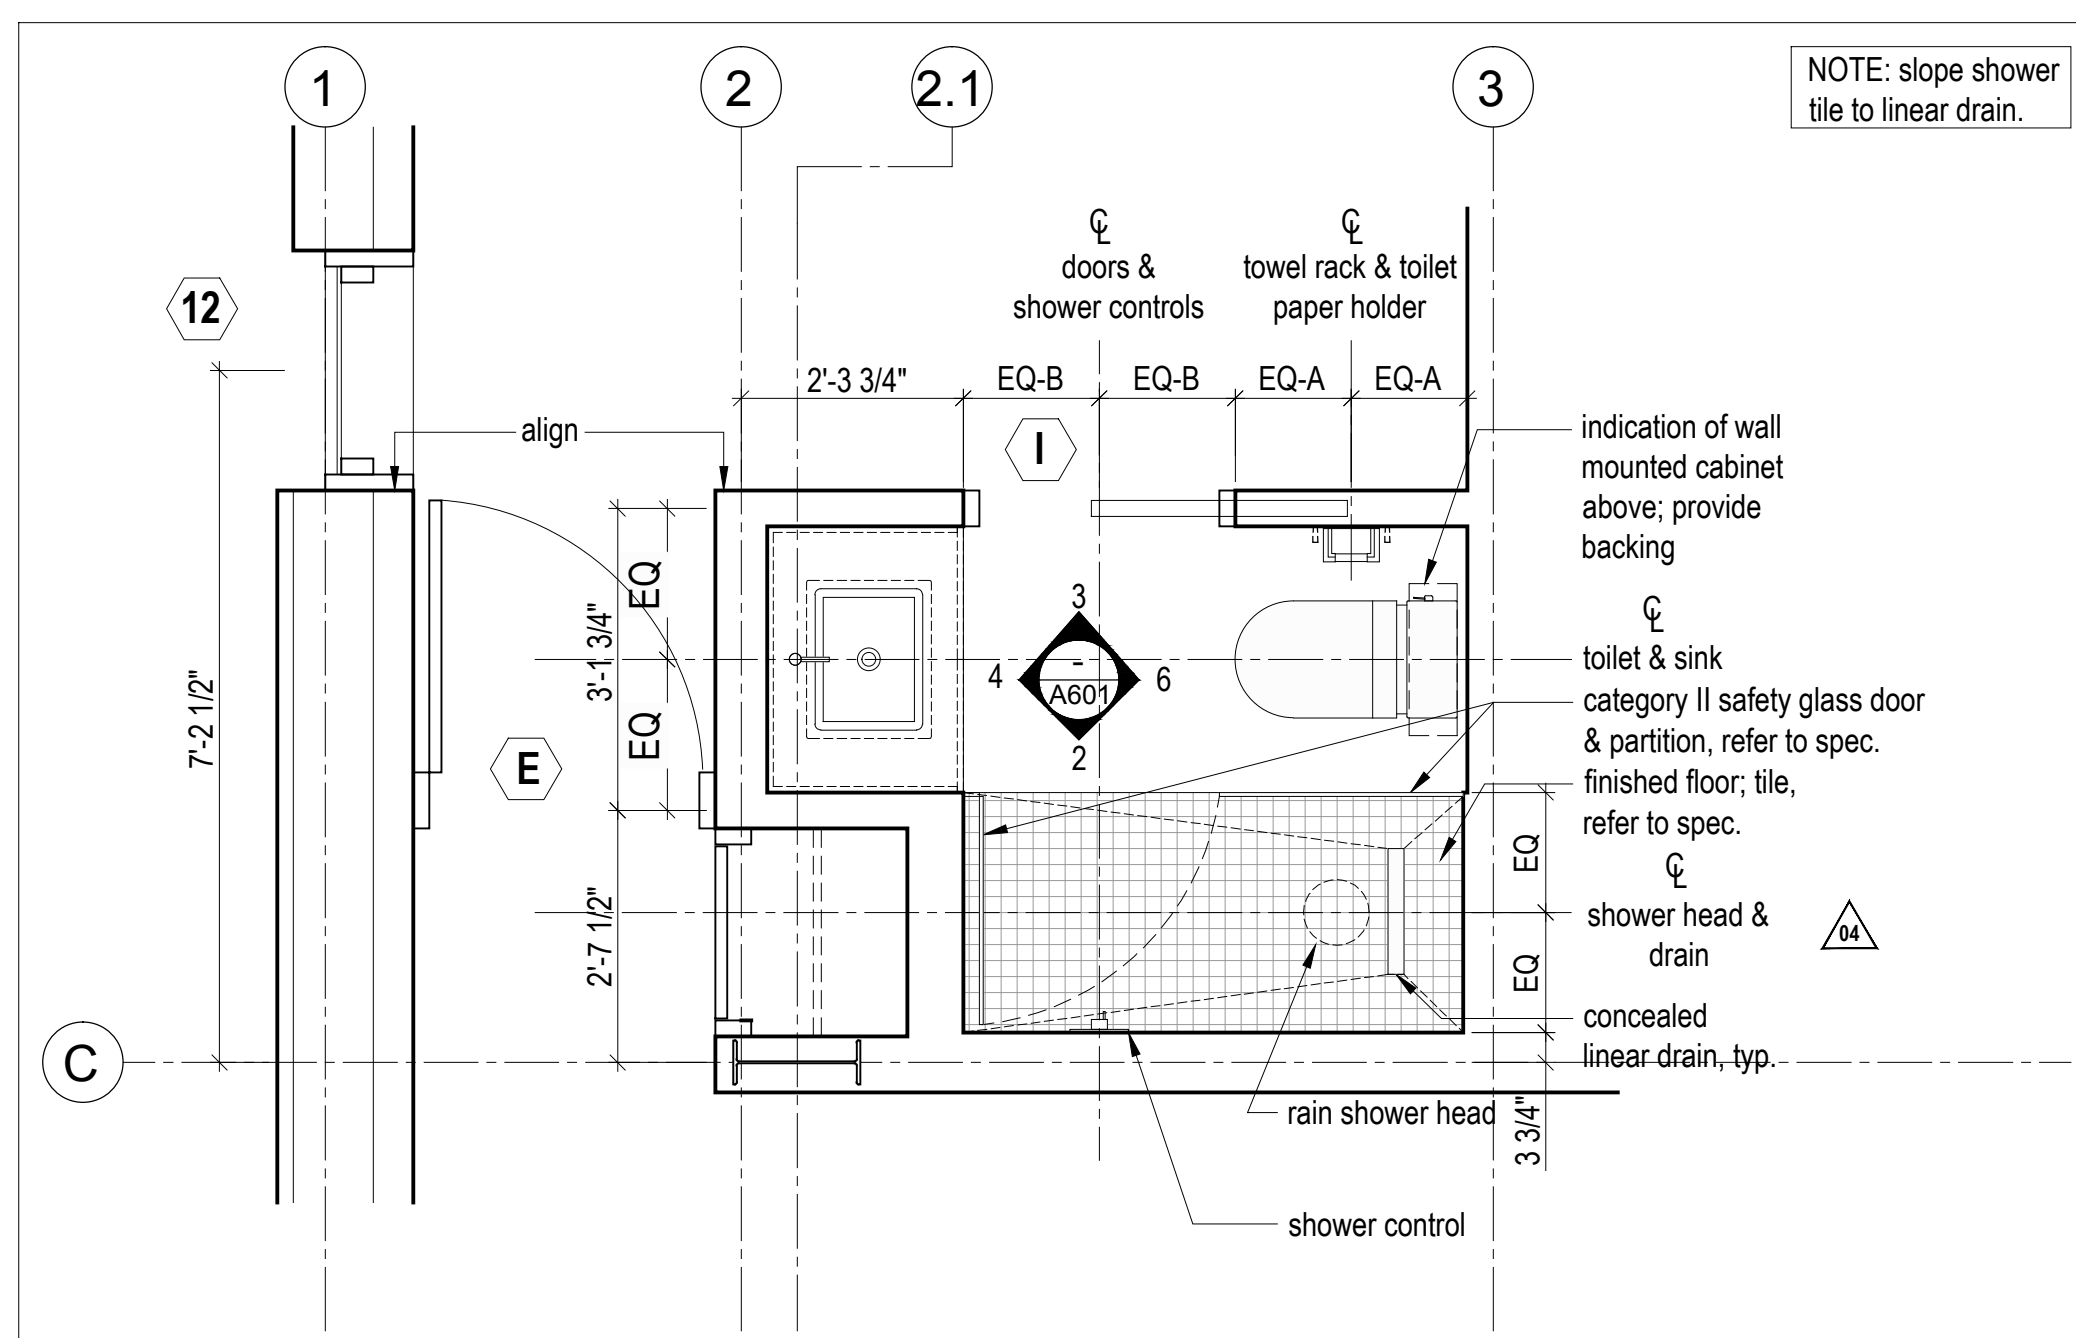 1
2
2.1
3
NOTE: slope shower
tile to linear drain.
℄
doors &
shower controls
℄
towel rack & toilet
paper holder
12
2'-3 3/4"
EQ-B
EQ-B
EQ-A
EQ-A
align
I
indication of wall
mounted cabinet
above; provide
backing
EQ
3'-1 3/4"
EQ
7'-2 1/2"
E
3
4
-
A601
6
2
℄
toilet & sink
category II safety glass door
& partition, refer to spec.
finished floor; tile,
refer to spec.
℄
shower head &
drain
04
EQ
EQ
2'-7 1/2"
concealed
linear drain, typ.
C
rain shower head
3 3/4"
shower control